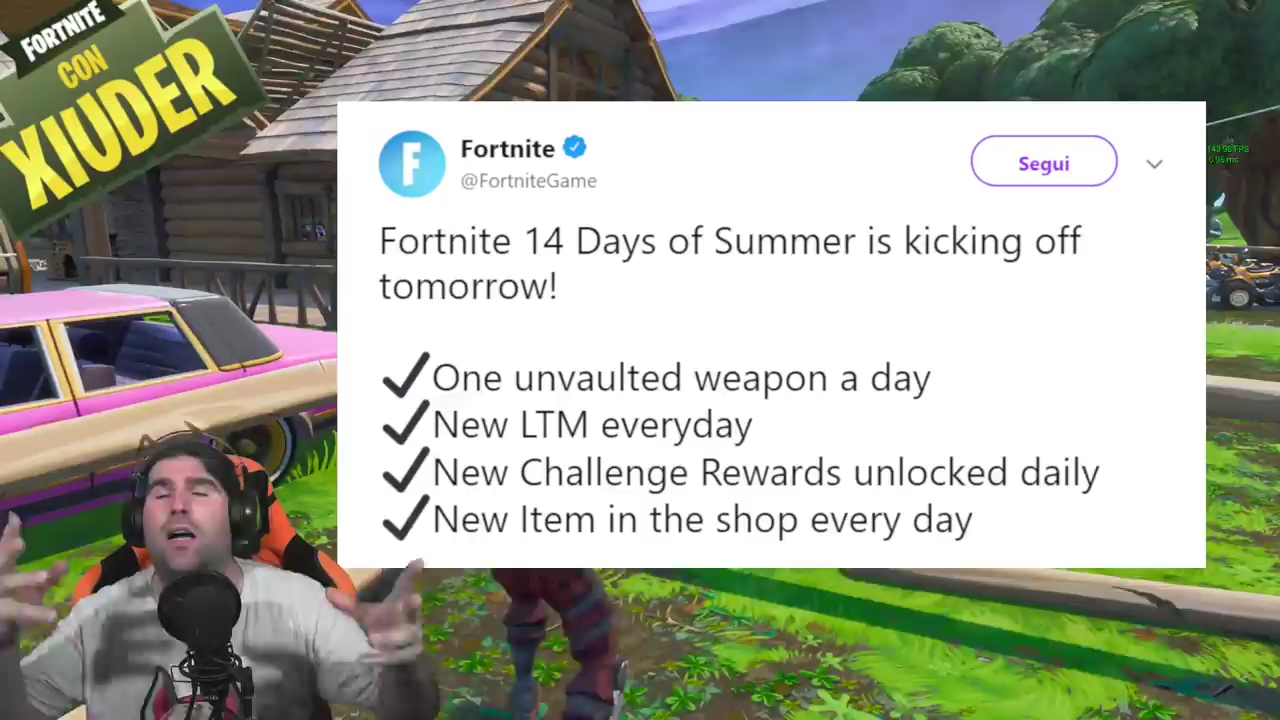 FORTNITE
CON
XIUDER
Fortnite
@FortniteGame
Segui
Fortnite 14 Days of Summer is kicking off
tomorrow!
✔One unvaulted weapon a day
✔New LTM everyday
✔New Challenge Rewards unlocked daily
✔New Item in the shop every day